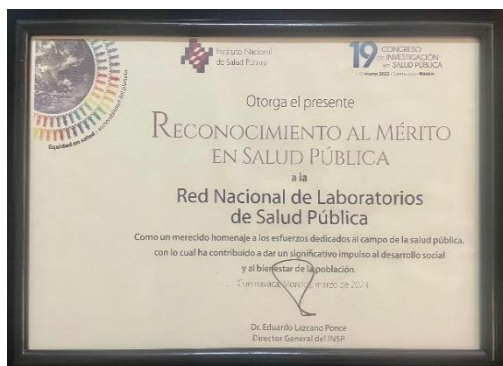 Equidad en salud
Instituto Nacional
de Salud Pública
19 CONGRESO
de INVESTIGACIÓN
en SALUD PÚBLICA
Otorga el presente
RECONOCIMIENTO AL MÉRITO
EN SALUD PÚBLICA
a la
Red Nacional de Laboratorios
de Salud Pública
Como un merecido homenaje a los esfuerzos dedicados al campo de la salud pública,
con lo cual ha contribuido a dar un significativo impulso al desarrollo social
y al bienestar de la población.
Cuernavaca, Morelos, marzo de
Dr. Eduardo Lazcano Ponce
Director General del INSP